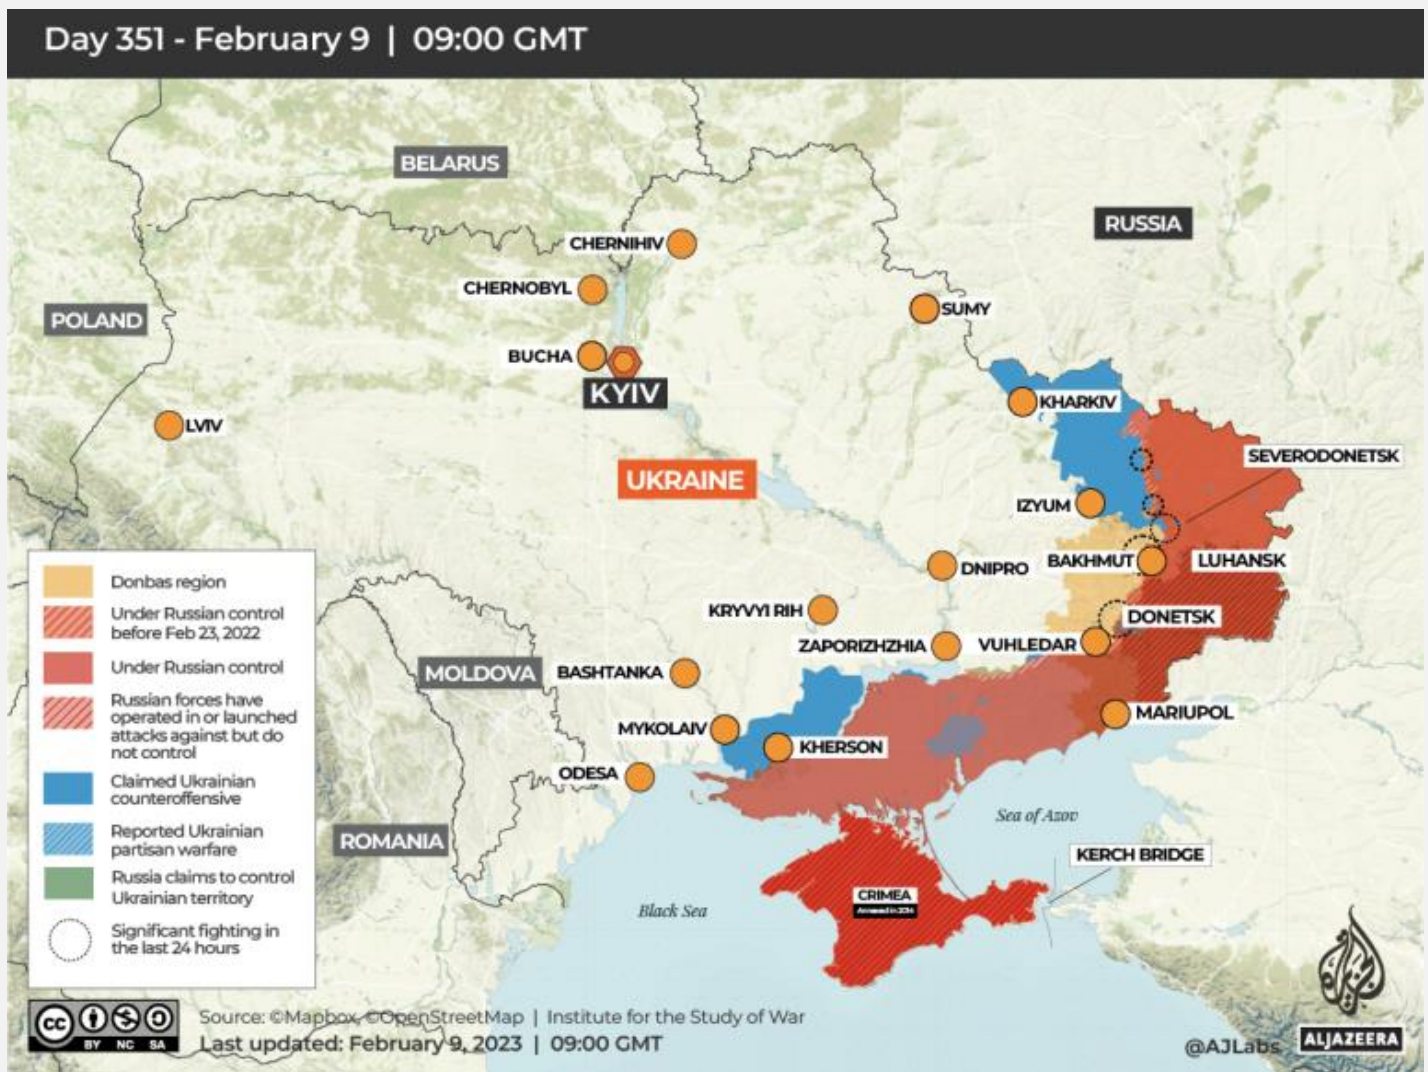 Day 351 - February 9 | 09:00 GMT
BELARUS
RUSSIA
CHERNIHIV
CHERNOBYL
POLAND
SUMY
BUCHA
KYIV
KHARKIV
LVIV
SEVERODONETSK
UKRAINE
IZYUM
BAKHMUT
LUHANSK
DNIPRO
KRYVYI RIH
DONETSK
ZAPORIZHZHIA
VUHLEDAR
MOLDOVA
BASHTANKA
MARIUPOL
MYKOLAIV
KHERSON
ODESA
Sea of Azov
ROMANIA
KERCH BRIDGE
CRIMEA
Annexed in 2014
Black Sea
Donbas region
Under Russian control
before Feb 23, 2022
Under Russian control
Russian forces have
operated in or launched
attacks against but do
not control
Claimed Ukrainian
counteroffensive
Reported Ukrainian
partisan warfare
Russia claims to control
Ukrainian territory
Significant fighting in
the last 24 hours
cc
BY NC SA
Source: ©Mapbox, ©OpenStreetMap | Institute for the Study of War
Last updated: February 9, 2023 | 09:00 GMT
@AJLabs
ALJAZEERA
الجزيرة